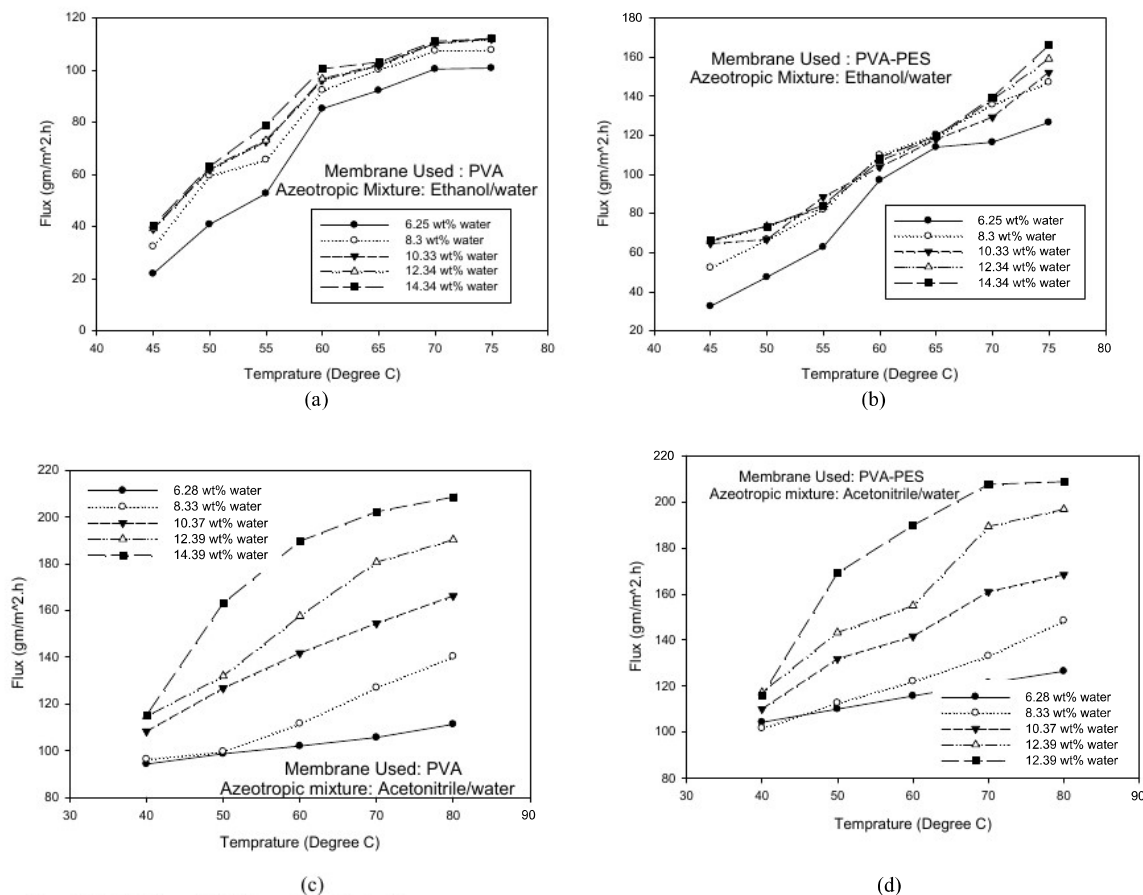 120
100
80
60
40
20
0
Flux (gm/m^2.h)
Membrane Used : PVA
Azeotropic Mixture: Ethanol/water
6.25 wt% water
8.3 wt% water
10.33 wt% water
12.34 wt% water
14.34 wt% water
40 45 50 55 60 65 70 75 80
Temprature (Degree C)
(a)
180
160
140
120
100
80
60
40
20
Flux (gm/m^2.h)
Membrane Used : PVA-PES
Azeotropic Mixture: Ethanol/water
6.25 wt% water
8.3 wt% water
10.33 wt% water
12.34 wt% water
14.34 wt% water
40 45 50 55 60 65 70 75 80
Temprature (Degree C)
(b)
220
200
180
160
140
120
100
80
Flux (gm/m^2.h)
6.28 wt% water
8.33 wt% water
10.37 wt% water
12.39 wt% water
14.39 wt% water
Membrane Used: PVA
Azeotropic mixture: Acetonitrile/water
30 40 50 60 70 80 90
Temprature (Degree C)
(c)
220
200
180
160
140
120
100
80
Flux (gm/m^2.h)
Membrane Used: PVA-PES
Azeotropic mixture: Acetonitrile/water
6.28 wt% water
8.33 wt% water
10.37 wt% water
12.39 wt% water
12.39 wt% water
30 40 50 60 70 80 90
Temprature (Degree C)
(d)